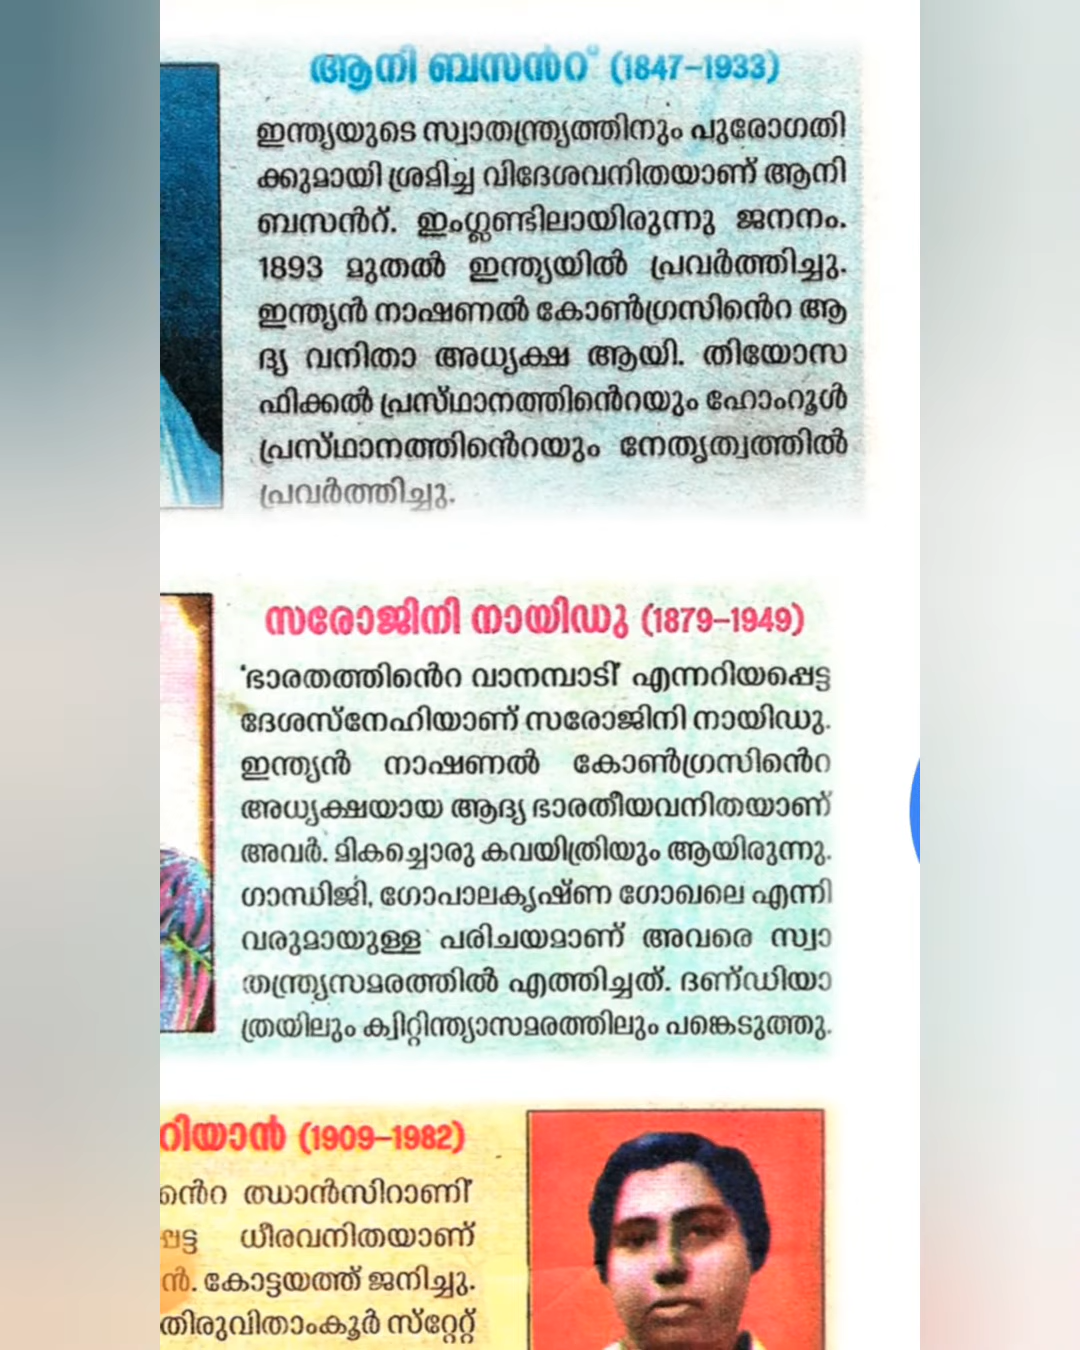 ആനി ബസൻറ് (1847–1933)
ഇന്ത്യയുടെ സ്വാതന്ത്ര്യത്തിനും പുരോഗതി
ക്കുമായി ശ്രമിച്ച വിദേശവനിതയാണ് ആനി
ബസൻറ്. ഇംഗ്ലണ്ടിലായിരുന്നു ജനനം.
1893 മുതൽ ഇന്ത്യയിൽ പ്രവർത്തിച്ചു.
ഇന്ത്യൻ നാഷണൽ കോൺഗ്രസിൻെറ ആ
ദ്യ വനിതാ അധ്യക്ഷ ആയി. തിയോസ
ഫിക്കൽ പ്രസ്ഥാനത്തിൻെറയും ഹോംറൂൾ
പ്രസ്ഥാനത്തിൻെറയും നേതൃത്വത്തിൽ
പ്രവർത്തിച്ചു.
സരോജിനി നായിഡു (1879–1949)
'ഭാരതത്തിൻെറ വാനമ്പാടി' എന്നറിയപ്പെട്ട
ദേശസ്നേഹിയാണ് സരോജിനി നായിഡു.
ഇന്ത്യൻ നാഷണൽ കോൺഗ്രസിൻെറ
അധ്യക്ഷയായ ആദ്യ ഭാരതീയവനിതയാണ്
അവർ. മികച്ചൊരു കവയിത്രിയും ആയിരുന്നു.
ഗാന്ധിജി, ഗോപാലകൃഷ്ണ ഗോഖലെ എന്നി
വരുമായുള്ള പരിചയമാണ് അവരെ സ്വാ
തന്ത്ര്യസമരത്തിൽ എത്തിച്ചത്. ദണ്ഡിയാ
ത്രയിലും ക്വിറ്റിന്ത്യാസമരത്തിലും പങ്കെടുത്തു.
റിയാൻ (1909–1982)
ൻെറ ഝാൻസിറാണി'
പ്പെട്ട ധീരവനിതയാണ്
ൻ. കോട്ടയത്ത് ജനിച്ചു.
തിരുവിതാംകൂർ സ്റ്റേറ്റ്